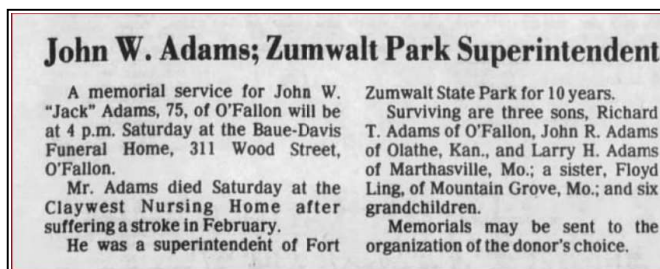 John W. Adams; Zumwalt Park Superintendent
A memorial service for John W.
"Jack" Adams, 75, of O'Fallon will be
at 4 p.m. Saturday at the Baue-Davis
Funeral Home, 311 Wood Street,
O'Fallon.
Mr. Adams died Saturday at the
Claywest Nursing Home after
suffering a stroke in February.
He was a superintendent of Fort
Zumwalt State Park for 10 years.
Surviving are three sons, Richard
T. Adams of O'Fallon, John R. Adams
of Olathe, Kan., and Larry H. Adams
of Marthasville, Mo.; a sister, Floyd
Ling, of Mountain Grove, Mo.; and six
grandchildren.
Memorials may be sent to the
organization of the donor's choice.